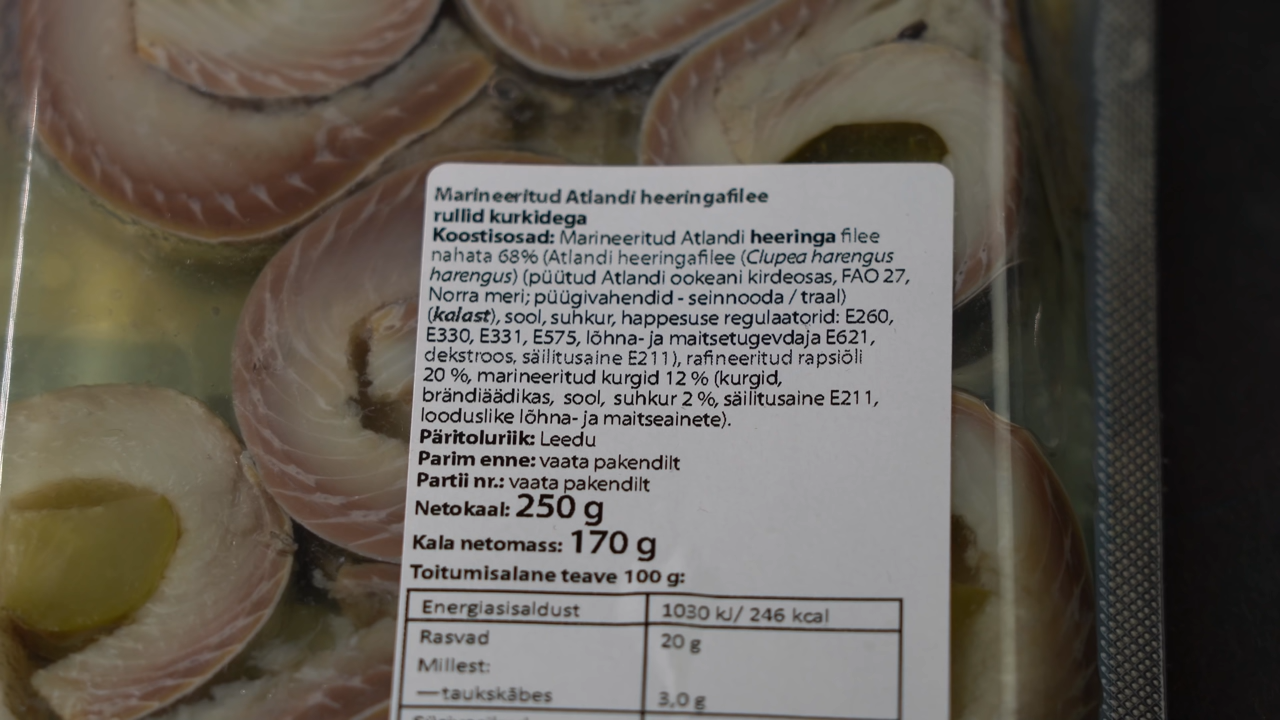 Marineeritud Atlandi heeringafilee
rullid kurkidega
Koostisosad: Marineeritud Atlandi heeringa filee
nahata 68% (Atlandi heeringafilee (Clupea harengus
harengus) (püütud Atlandi ookeani kirdeosas, FAO 27,
Norra meri; püügivahendid - seinnooda / traal)
(kalast), sool, suhkur, happesuse regulaatorid: E260,
E330, E331, E575, lõhna- ja maitsetugevdaja E621,
dekstroos, säilitusaine E211), rafineeritud rapsiõli
20 %, marineeritud kurgid 12 % (kurgid,
brändiäädikas, sool, suhkur 2 %, säilitusaine E211,
looduslike lõhna- ja maitseainete).
Päritoluriik: Leedu
Parim enne: vaata pakendilt
Partii nr.: vaata pakendilt
Netokaal: 250 g
Kala netomass: 170 g
Toitumisalane teave 100 g:
Energiasisaldust 1030 kJ/ 246 kcal
Rasvad 20 g
Millest:
—taukskābes 3,0 g